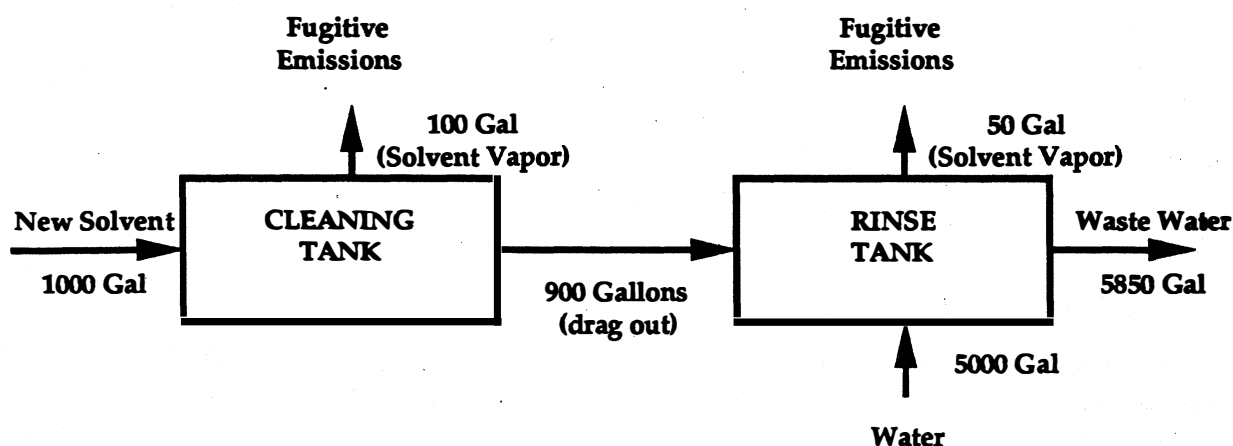 Fugitive
Emissions
100 Gal
(Solvent Vapor)
Fugitive
Emissions
50 Gal
(Solvent Vapor)
New Solvent
1000 Gal
CLEANING
TANK
900 Gallons
(drag out)
RINSE
TANK
Waste Water
5850 Gal
5000 Gal
Water